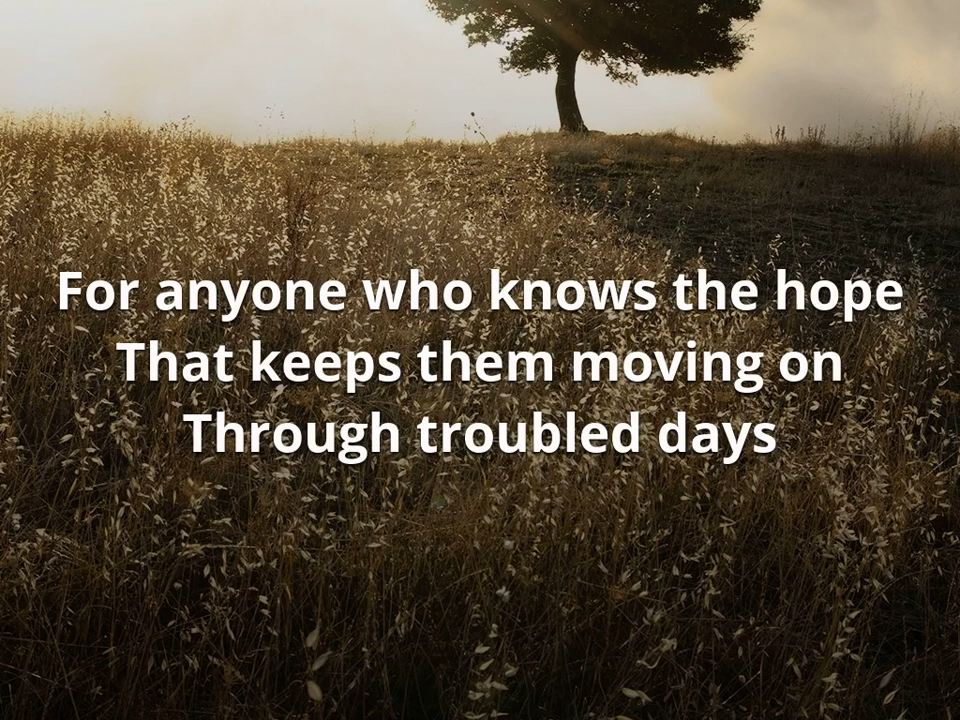 For anyone who knows the hope
That keeps them moving on
Through troubled days